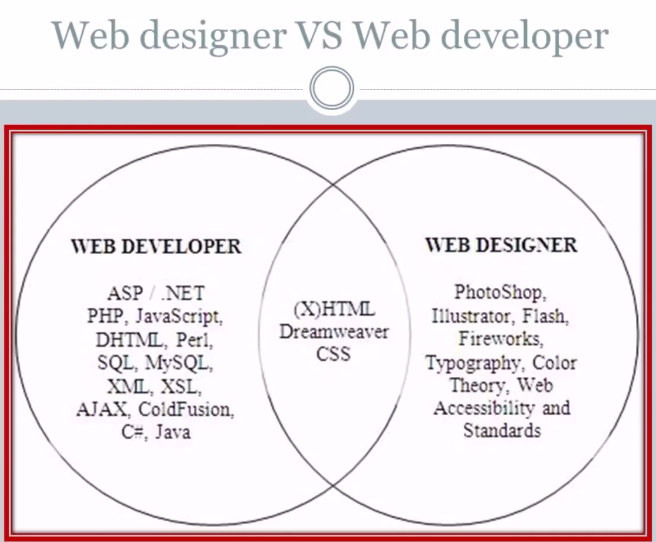 Web designer VS Web developer
WEB DEVELOPER
ASP / .NET
PHP, JavaScript,
DHTML, Perl,
SQL, MySQL,
XML, XSL,
AJAX, ColdFusion,
C#, Java
(X)HTML
Dreamweaver
CSS
WEB DESIGNER
PhotoShop,
Illustrator, Flash,
Fireworks,
Typography, Color
Theory, Web
Accessibility and
Standards